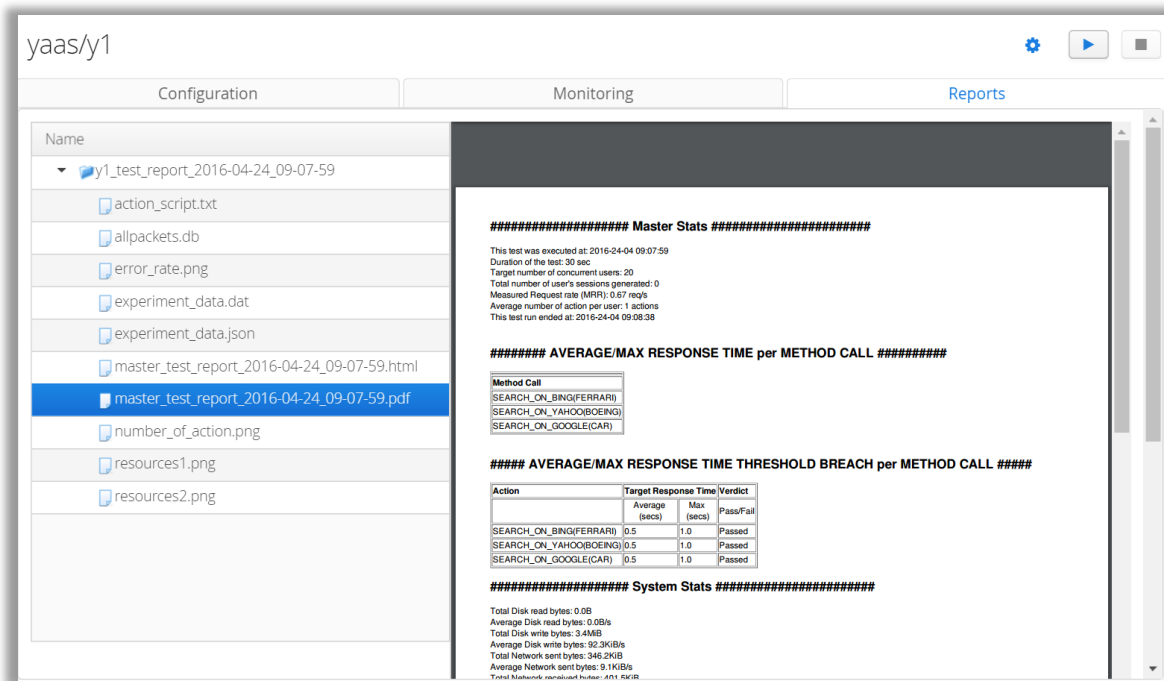 yaas/y1
Configuration
Monitoring
Reports
Name
y1_test_report_2016-04-24_09-07-59
action_script.txt
allpackets.db
error_rate.png
experiment_data.dat
experiment_data.json
master_test_report_2016-04-24_09-07-59.html
master_test_report_2016-04-24_09-07-59.pdf
number_of_action.png
resources1.png
resources2.png
#################### Master Stats #######################
This test was executed at: 2016-24-04 09:07:59
Duration of the test: 30 sec
Target number of concurrent users: 20
Total number of user's sessions generated: 0
Measured Request rate (MRR): 0.67 req/s
Average number of action per user: 1 actions
This test run ended at: 2016-24-04 09:08:38
######## AVERAGE/MAX RESPONSE TIME per METHOD CALL ##########
Method Call
SEARCH_ON_BING(FERRARI)
SEARCH_ON_YAHOO(BOEING)
SEARCH_ON_GOOGLE(CAR)
##### AVERAGE/MAX RESPONSE TIME THRESHOLD BREACH per METHOD CALL #####
Action Target Response Time Verdict
Average (secs) Max (secs) Pass/Fail
SEARCH_ON_BING(FERRARI) 0.5 1.0 Passed
SEARCH_ON_YAHOO(BOEING) 0.5 1.0 Passed
SEARCH_ON_GOOGLE(CAR) 0.5 1.0 Passed
#################### System Stats #######################
Total Disk read bytes: 0.0B
Average Disk read bytes: 0.0B/s
Total Disk write bytes: 3.4MiB
Average Disk write bytes: 92.3KiB/s
Total Network sent bytes: 346.2KiB
Average Network sent bytes: 9.1KiB/s
Total Network received bytes: 401.5KiB